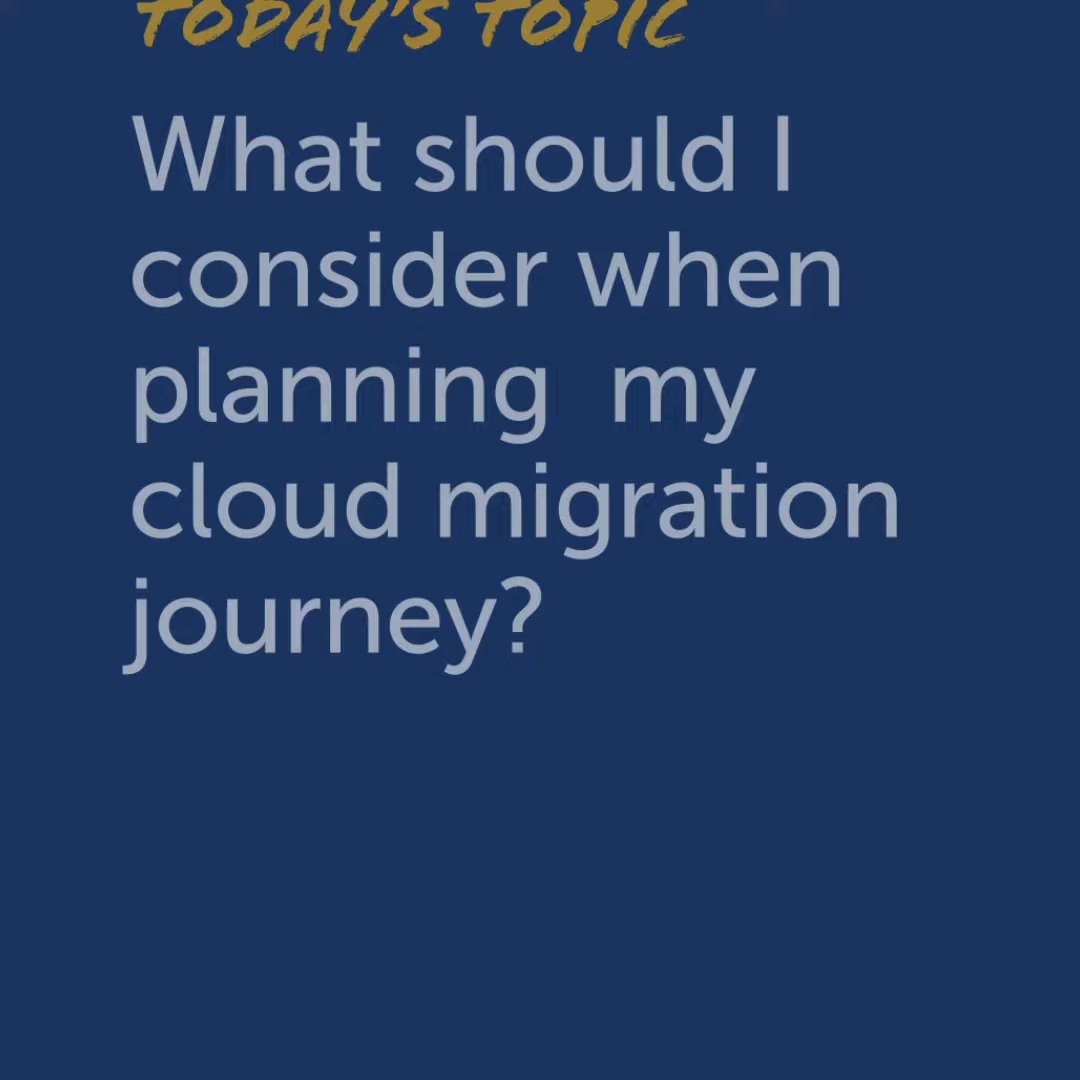 TODAY'S TOPIC
What should I
consider when
planning  my
cloud migration
journey?